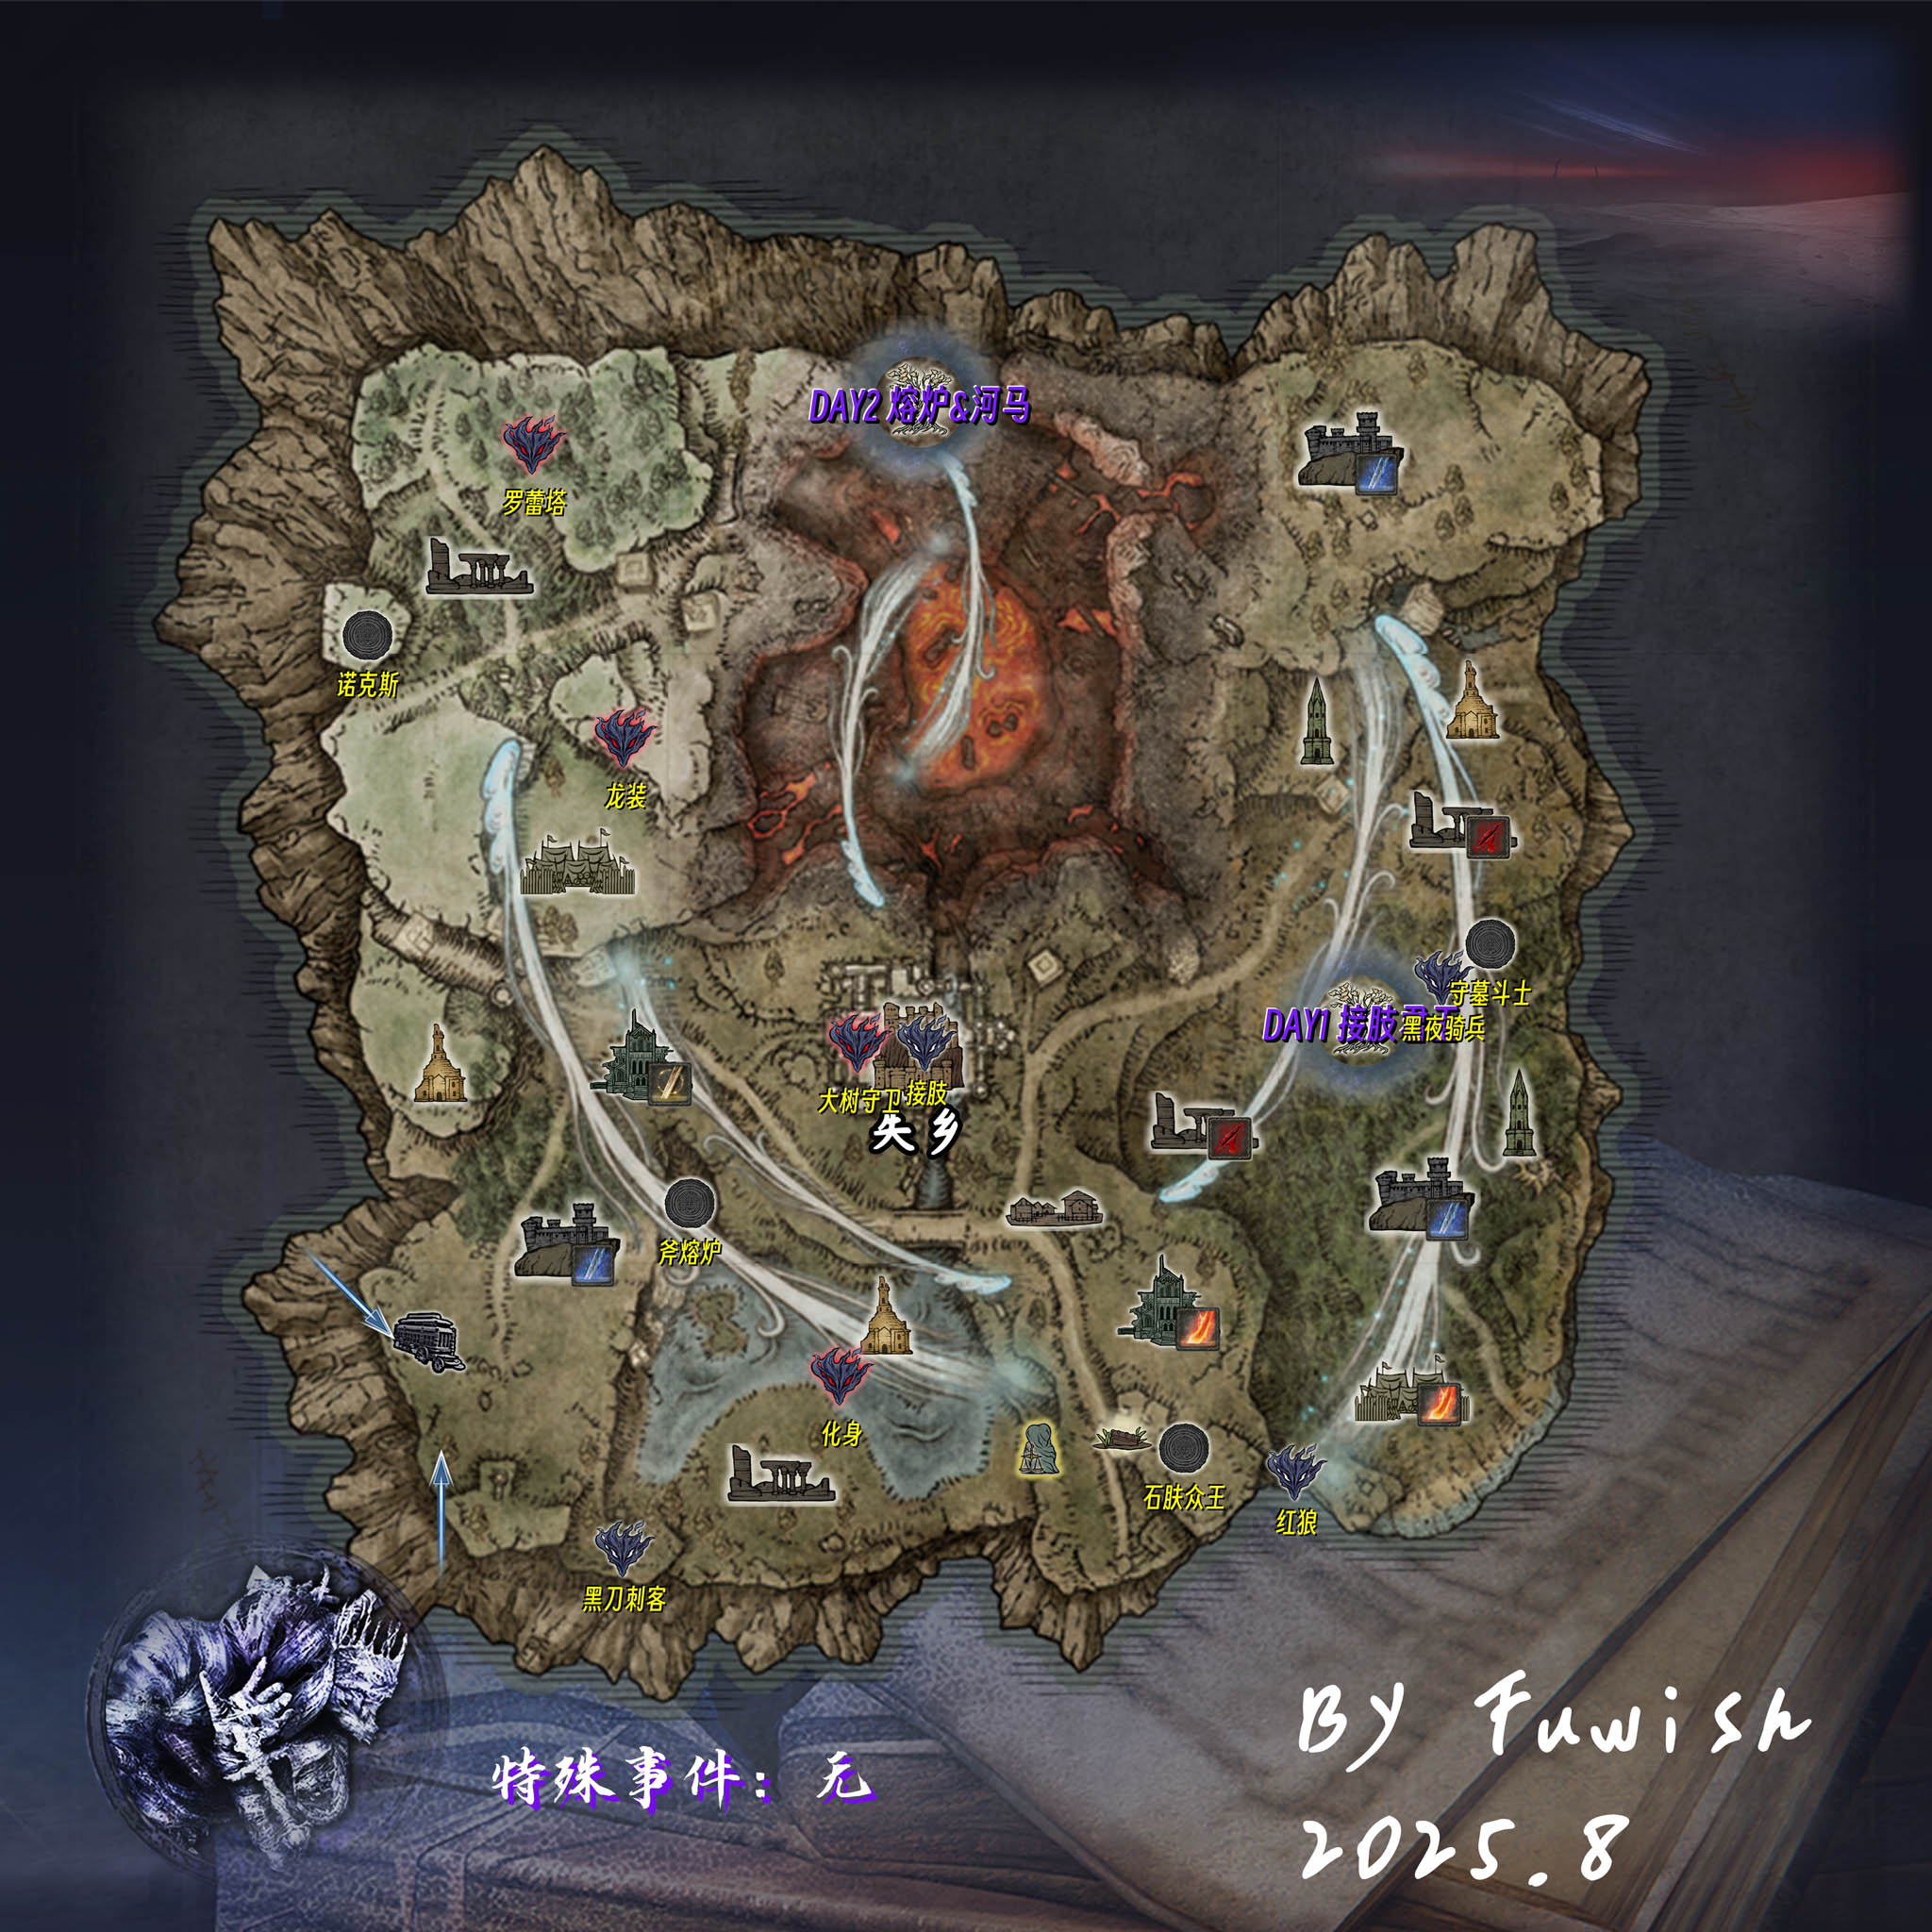 DAY2 熔炉&河马
罗蕾塔
诺克斯
龙装
守墓斗士
DAY1 接肢君王
黑夜骑兵
大树守卫
接肢
失乡
斧熔炉
化身
石肤众王
红狼
黑刀刺客
特殊事件：无
BY Fuwish
2025.8